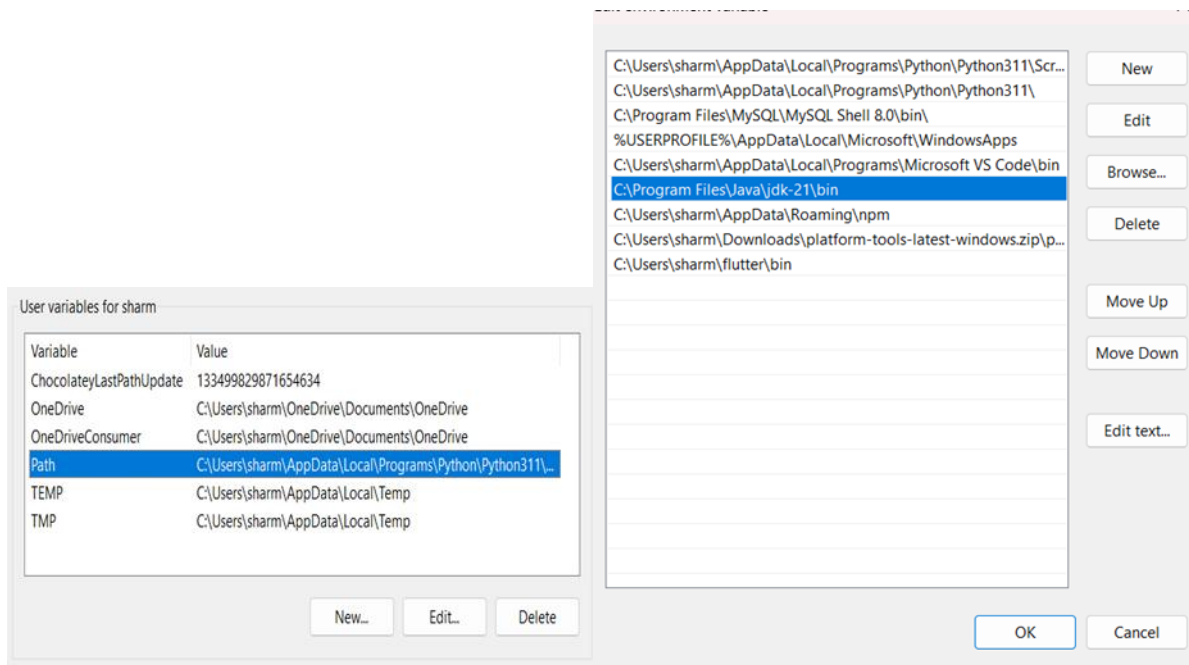 User variables for sharm
Variable Value
ChocolateyLastPathUpdate 133499829871654634
OneDrive C:\Users\sharm\OneDrive\Documents\OneDrive
OneDriveConsumer C:\Users\sharm\OneDrive\Documents\OneDrive
Path C:\Users\sharm\AppData\Local\Programs\Python\Python311\...
TEMP C:\Users\sharm\AppData\Local\Temp
TMP C:\Users\sharm\AppData\Local\Temp
New... Edit... Delete
C:\Users\sharm\AppData\Local\Programs\Python\Python311\Scr...
C:\Users\sharm\AppData\Local\Programs\Python\Python311\
C:\Program Files\MySQL\MySQL Shell 8.0\bin\
%USERPROFILE%\AppData\Local\Microsoft\WindowsApps
C:\Users\sharm\AppData\Local\Programs\Microsoft VS Code\bin
C:\Program Files\Java\jdk-21\bin
C:\Users\sharm\AppData\Roaming\npm
C:\Users\sharm\Downloads\platform-tools-latest-windows.zip\p...
C:\Users\sharm\flutter\bin
New
Edit
Browse...
Delete
Move Up
Move Down
Edit text...
OK Cancel